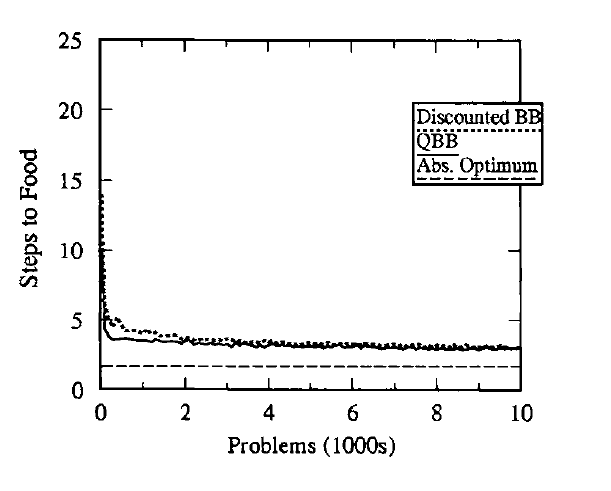 25
20
15
10
5
0
Steps to Food
Discounted BB
QBB
Abs. Optimum
0 2 4 6 8 10
Problems (1000s)